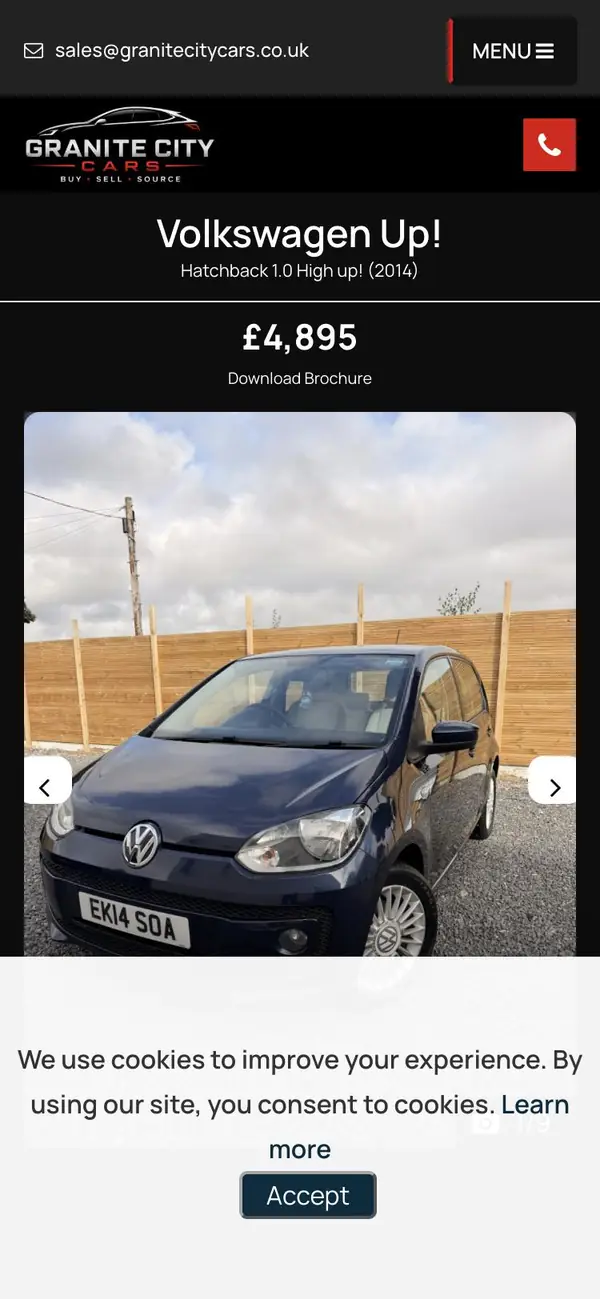 sales@granitecitycars.co.uk
MENU
GRANITE CITY
CARS
BUY • SELL • SOURCE
Volkswagen Up!
Hatchback 1.0 High up! (2014)
£4,895
Download Brochure
EK14 SOA
We use cookies to improve your experience. By
using our site, you consent to cookies. Learn
more
Accept